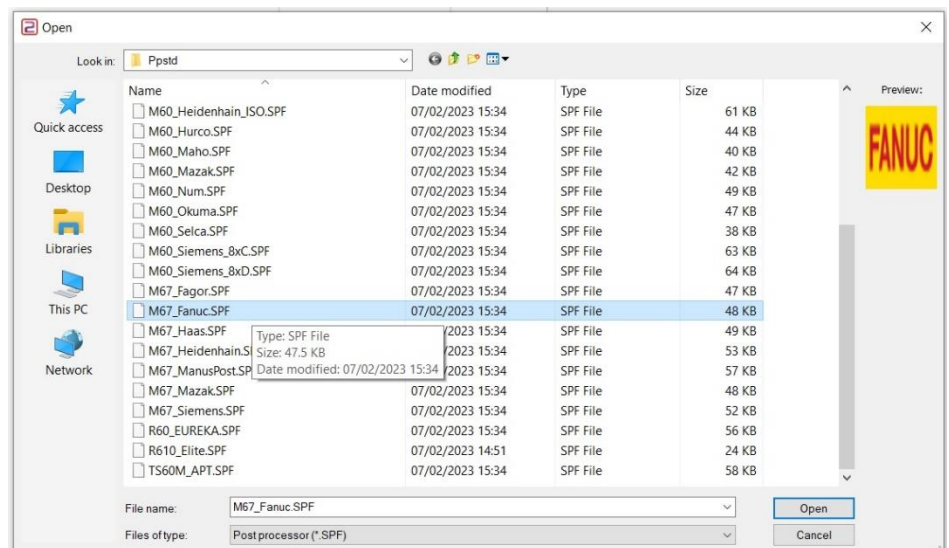 Open
Look in: Ppstd
Name Date modified Type Size Preview:
M60_Heidenhain_ISO.SPF 07/02/2023 15:34 SPF File 61 KB
M60_Hurco.SPF 07/02/2023 15:34 SPF File 44 KB
M60_Maho.SPF 07/02/2023 15:34 SPF File 40 KB
M60_Mazak.SPF 07/02/2023 15:34 SPF File 42 KB
M60_Num.SPF 07/02/2023 15:34 SPF File 49 KB
M60_Okuma.SPF 07/02/2023 15:34 SPF File 47 KB
M60_Selca.SPF 07/02/2023 15:34 SPF File 38 KB
M60_Siemens_8xC.SPF 07/02/2023 15:34 SPF File 63 KB
M60_Siemens_8xD.SPF 07/02/2023 15:34 SPF File 64 KB
M67_Fagor.SPF 07/02/2023 15:34 SPF File 47 KB
M67_Fanuc.SPF 07/02/2023 15:34 SPF File 48 KB
M67_Haas.SPF /2023 15:34 SPF File 49 KB
M67_Heidenhain.S /2023 15:34 SPF File 53 KB
M67_ManusPost.SP 15:34 SPF File 57 KB
M67_Mazak.SPF 07/02/2023 15:34 SPF File 48 KB
M67_Siemens.SPF 07/02/2023 15:34 SPF File 52 KB
R60_EUREKA.SPF 07/02/2023 15:34 SPF File 56 KB
R610_Elite.SPF 07/02/2023 14:51 SPF File 24 KB
TS60M_APT.SPF 07/02/2023 15:34 SPF File 58 KB
Type: SPF File
Size: 47.5 KB
Date modified: 07/02/2023 15:34
Quick access
Desktop
Libraries
This PC
Network
FANUC
File name: M67_Fanuc.SPF Open
Files of type: Post processor (*.SPF) Cancel